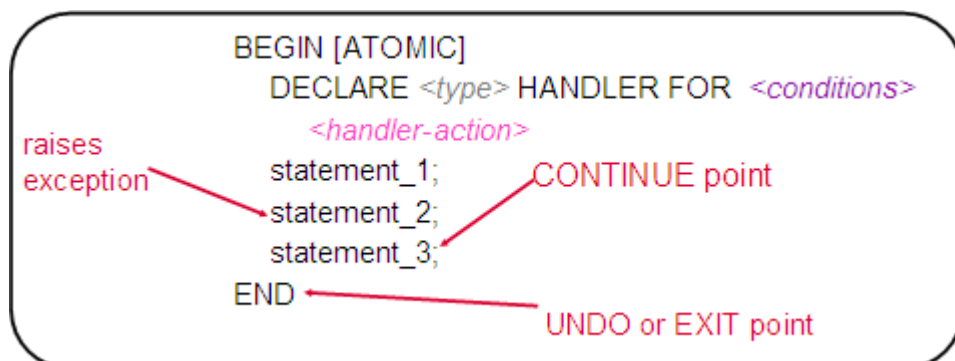 BEGIN [ATOMIC]
DECLARE <type> HANDLER FOR <conditions>
<handler-action>
raises
exception
statement_1;
CONTINUE point
statement_2;
statement_3;
END
UNDO or EXIT point